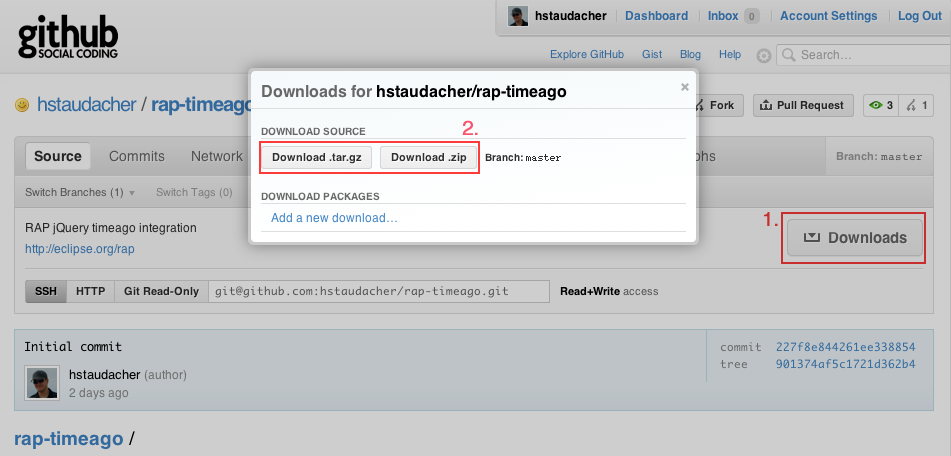 github
SOCIAL CODING
hstaudacher Dashboard Inbox 0 Account Settings Log Out
Explore GitHub Gist Blog Help Search...
hstaudacher / rap-timeago
Fork Pull Request 3 1
Downloads for hstaudacher/rap-timeago ×
DOWNLOAD SOURCE
2.
Download .tar.gz Download .zip Branch: master
DOWNLOAD PACKAGES
Add a new download...
Source Commits Network Branch: master
Switch Branches (1) Switch Tags (0)
RAP jQuery timeago integration
http://eclipse.org/rap
1.
Downloads
SSH HTTP Git Read-Only git@github.com:hstaudacher/rap-timeago.git Read+Write access
Initial commit
hstaudacher (author)
2 days ago
commit 227f8e844261ee338854
tree 901374af5c1721d362b4
rap-timeago /